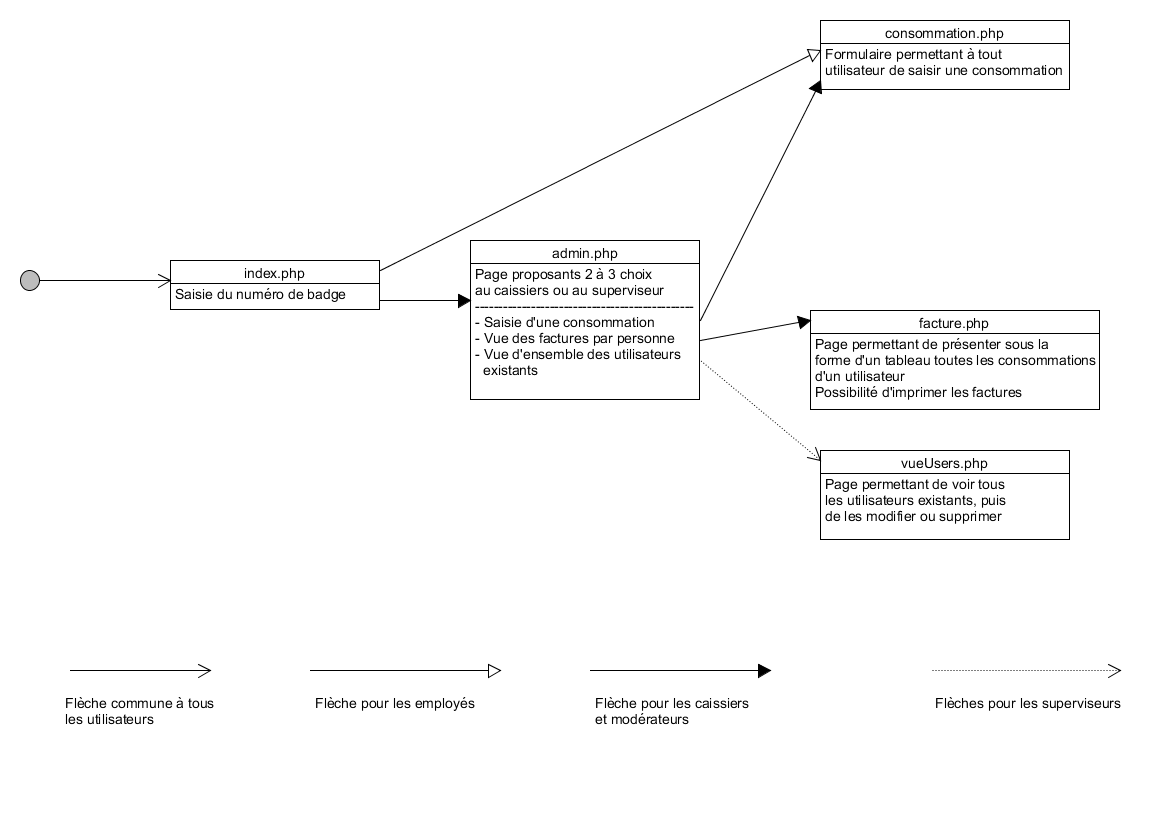 consommation.php
Formulaire permettant à tout
utilisateur de saisir une consommation
index.php
Saisie du numéro de badge
admin.php
Page proposants 2 à 3 choix
au caissiers ou au superviseur
- Saisie d'une consommation
- Vue des factures par personne
- Vue d'ensemble des utilisateurs
existants
facture.php
Page permettant de présenter sous la
forme d'un tableau toutes les consommations
d'un utilisateur
Possibilité d'imprimer les factures
vueUsers.php
Page permettant de voir tous
les utilisateurs existants, puis
de les modifier ou supprimer
Flèche commune à tous
les utilisateurs
Flèche pour les employés
Flèche pour les caissiers
et modérateurs
Flèches pour les superviseurs